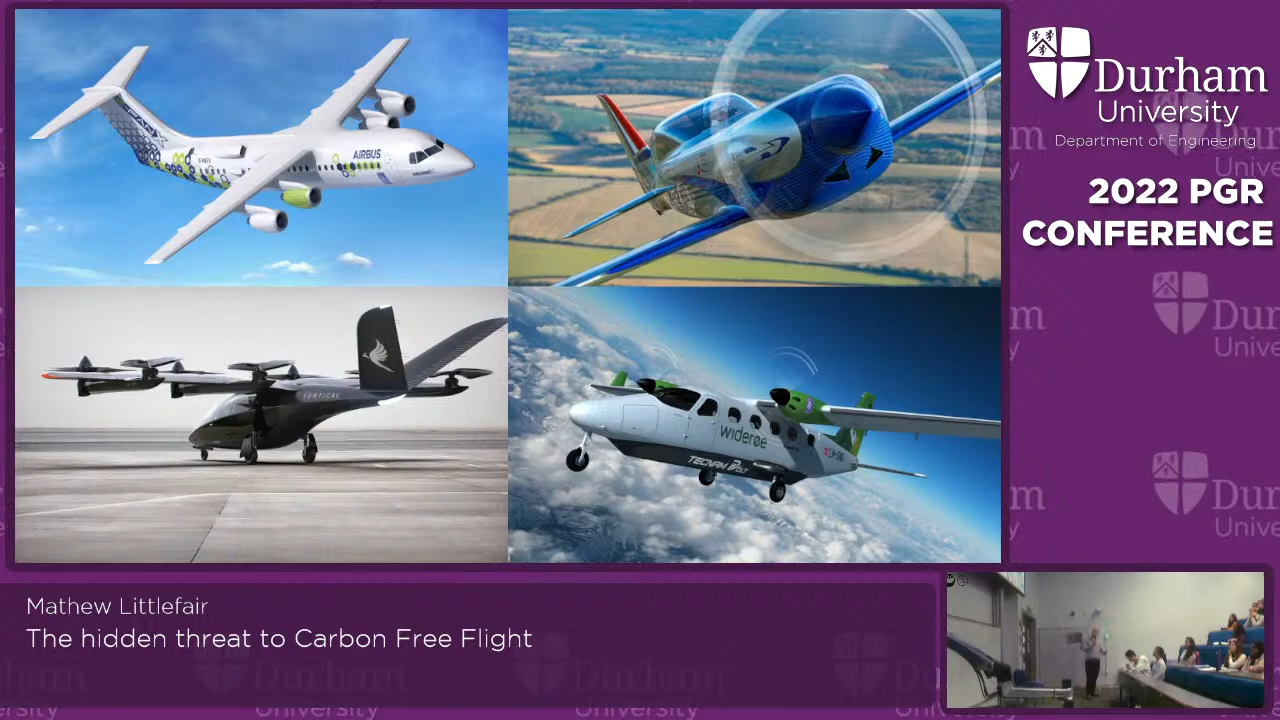 AIRBUS
VERTICAL
widerøe
TECNAM
Durham
University
Department of Engineering
2022 PGR
CONFERENCE
Mathew Littlefair
The hidden threat to Carbon Free Flight